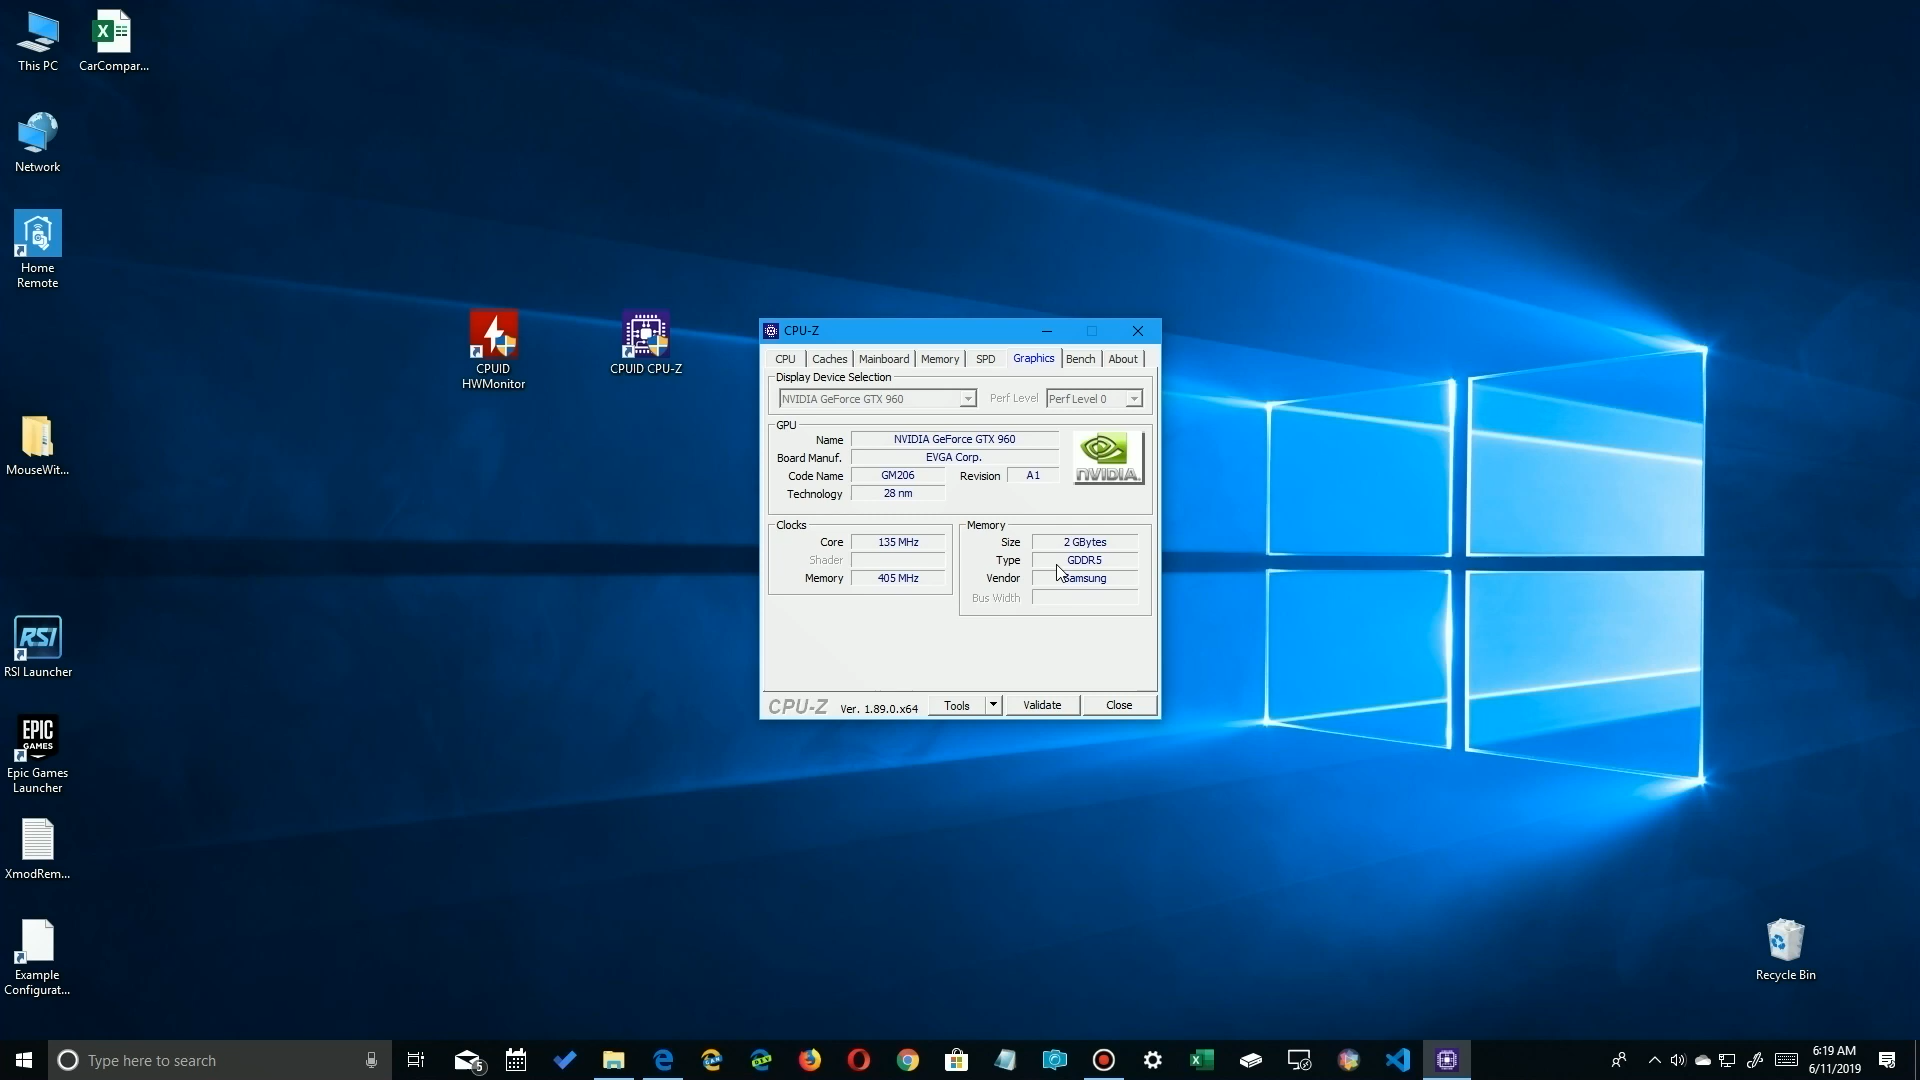 This PC
CarCompar...
Network
Home
Remote
CPUID
HWMonitor
CPUID CPU-Z
MouseWit...
RSI
RSI Launcher
EPIC
GAMES
Epic Games
Launcher
XmodRem...
Example
Configurat...
Recycle Bin
CPU-Z
CPU Caches Mainboard Memory SPD Graphics Bench About
Display Device Selection
NVIDIA GeForce GTX 960 Perf Level Perf Level 0
GPU
Name NVIDIA GeForce GTX 960
Board Manuf. EVGA Corp.
Code Name GM206 Revision A1
Technology 28 nm
nVIDIA.
Clocks
Core 135 MHz
Shader
Memory 405 MHz
Memory
Size 2 GBytes
Type GDDR5
Vendor Samsung
Bus Width
CPU-Z Ver. 1.89.0.x64 Tools Validate Close
Type here to search
5
6:19 AM
6/11/2019